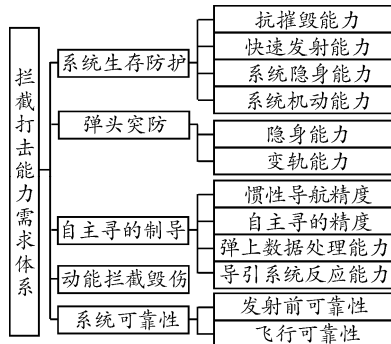 拦截打击能力需求体系
系统生存防护
抗摧毁能力
快速发射能力
系统隐身能力
系统机动能力
弹头突防
隐身能力
变轨能力
自主寻的制导
惯性导航精度
自主寻的精度
弹上数据处理能力
导引系统反应能力
动能拦截毁伤
系统可靠性
发射前可靠性
飞行可靠性